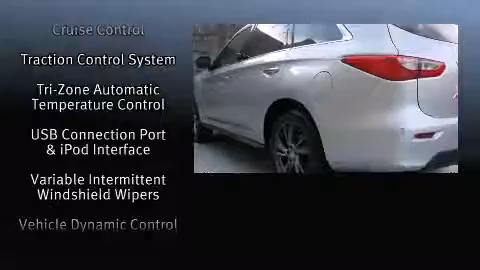 Cruise Control
Traction Control System
Tri-Zone Automatic
Temperature Control
USB Connection Port
& iPod Interface
Variable Intermittent
Windshield Wipers
Vehicle Dynamic Control